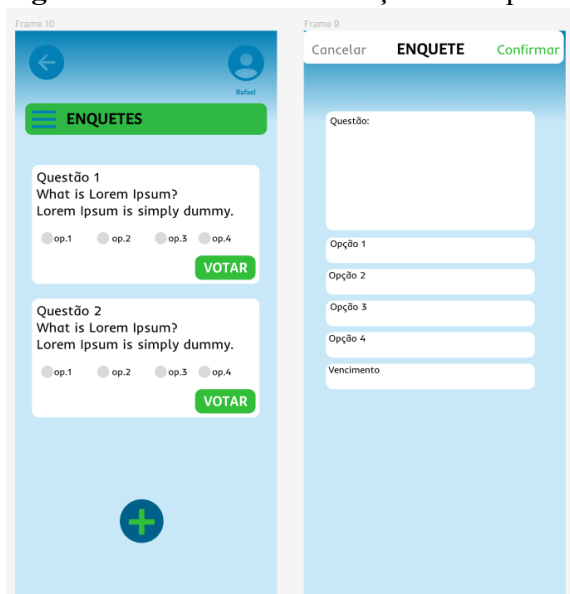 Frame 10
Rafael
ENQUETES
Questão 1
What is Lorem Ipsum?
Lorem Ipsum is simply dummy.
op.1 op.2 op.3 op.4
VOTAR
Questão 2
What is Lorem Ipsum?
Lorem Ipsum is simply dummy.
op.1 op.2 op.3 op.4
VOTAR
Frame 9
Cancelar ENQUETE Confirmar
Questão:
Opção 1
Opção 2
Opção 3
Opção 4
Vencimento